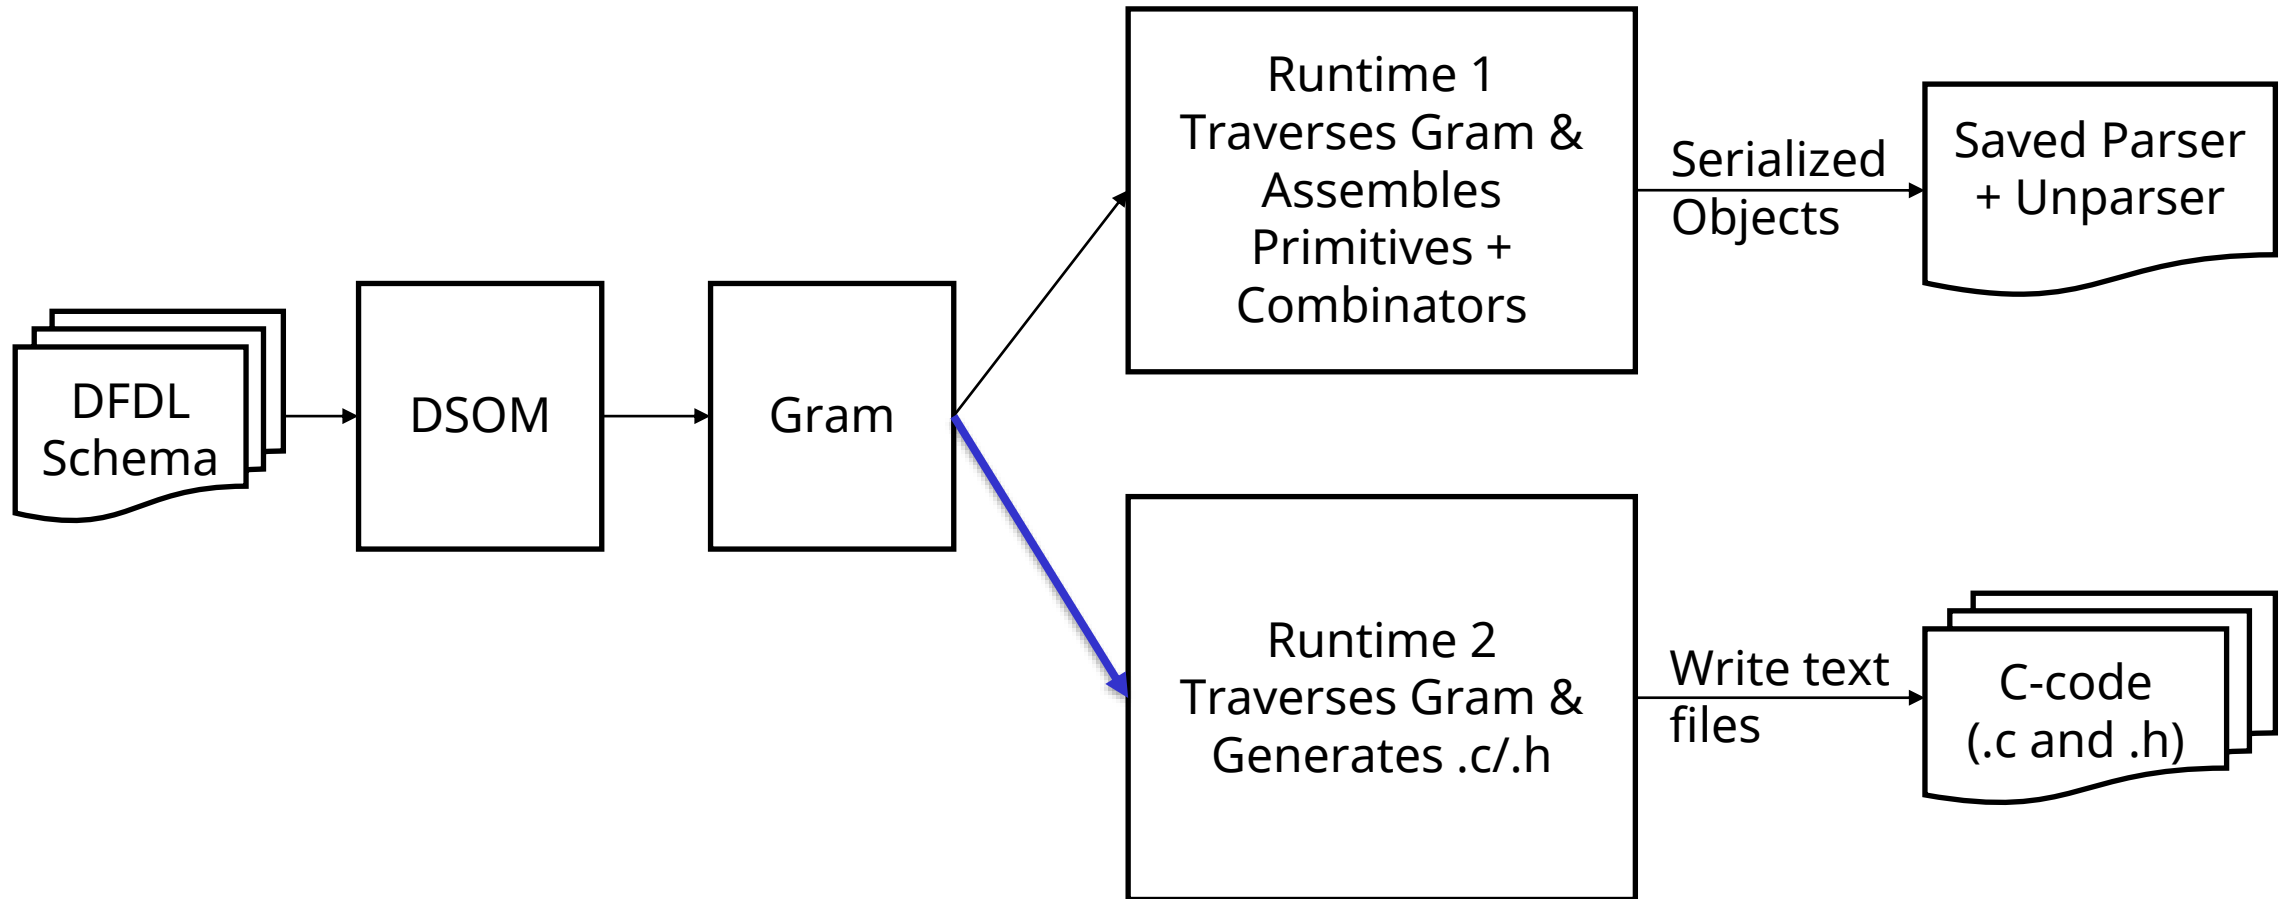 DFDL
Schema
DSOM
Gram
Runtime 1
Traverses Gram &
Assembles
Primitives +
Combinators
Serialized
Objects
Saved Parser
+ Unparser
Runtime 2
Traverses Gram &
Generates .c/.h
Write text
files
C-code
(.c and .h)